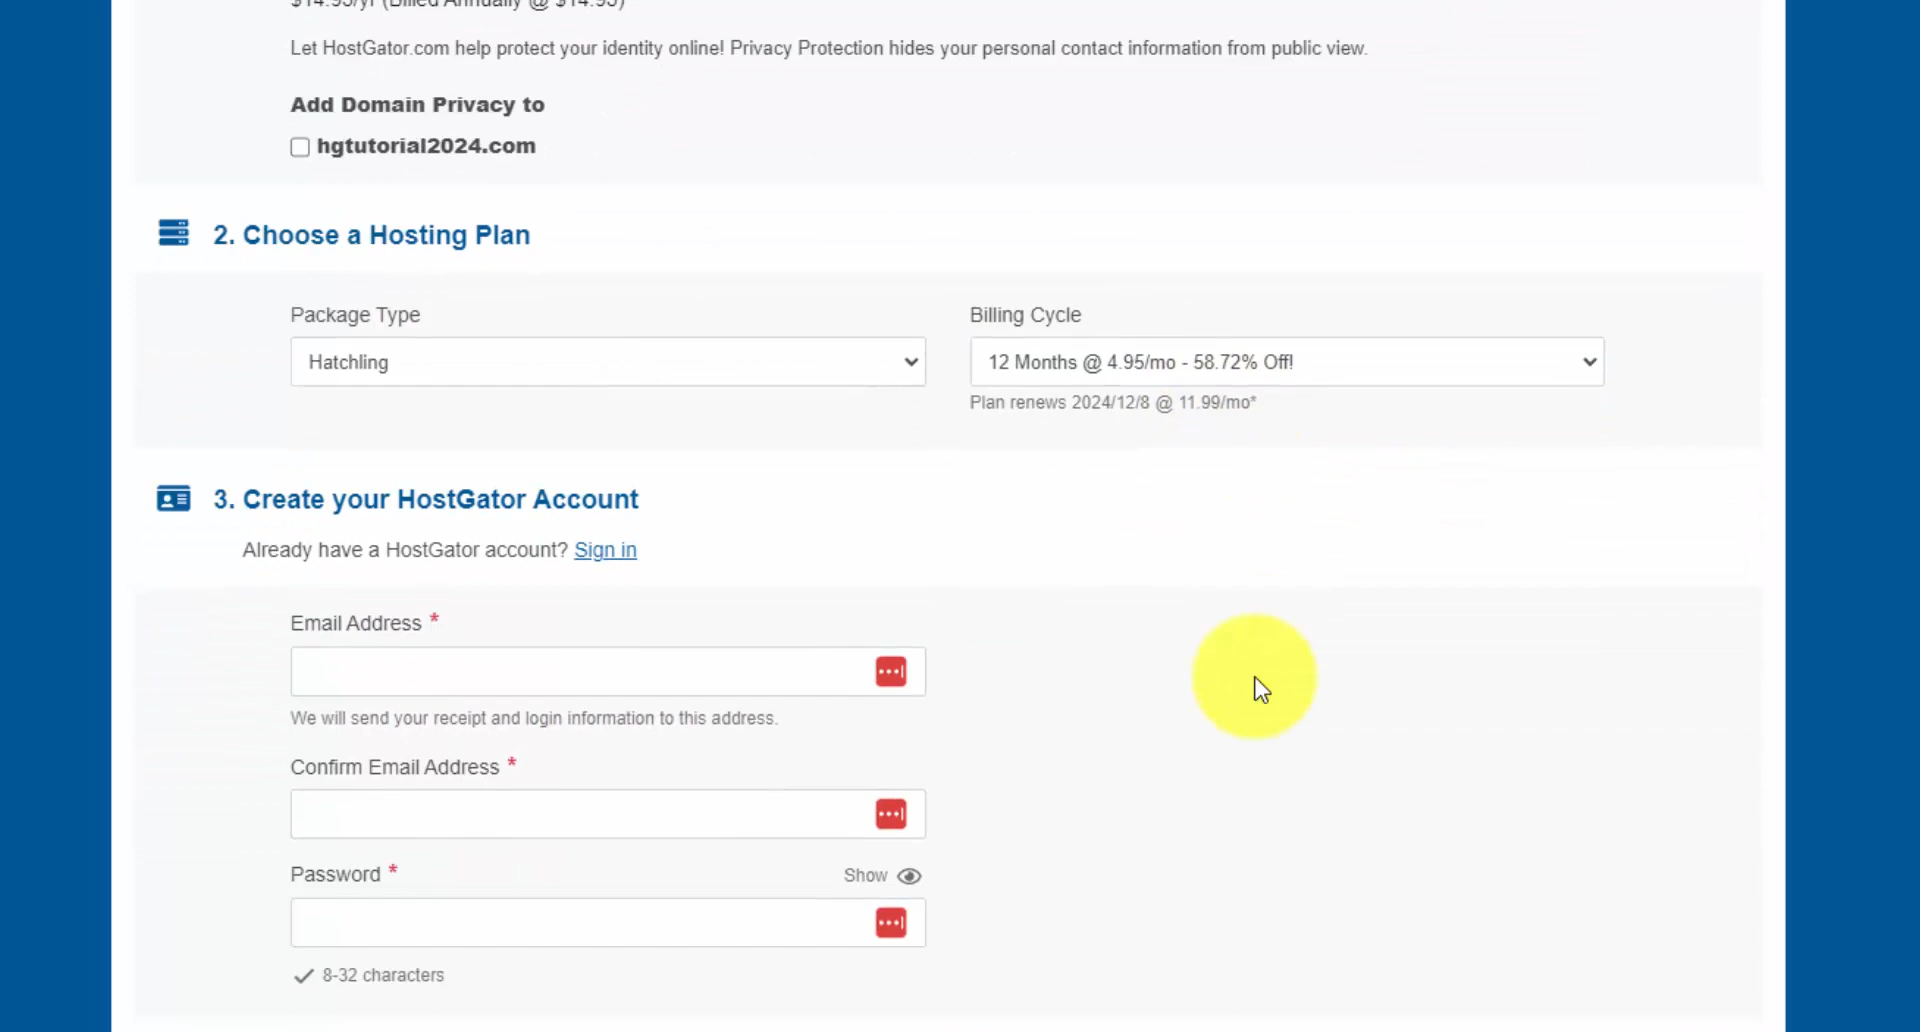 $14.95/yr (Billed Annually @ $14.95)
Let HostGator.com help protect your identity online! Privacy Protection hides your personal contact information from public view.
Add Domain Privacy to
hgtutorial2024.com
2. Choose a Hosting Plan
Package Type
Billing Cycle
Hatchling
12 Months @ 4.95/mo - 58.72% Off!
Plan renews 2024/12/8 @ 11.99/mo*
3. Create your HostGator Account
Already have a HostGator account? Sign in
Email Address *
We will send your receipt and login information to this address.
Confirm Email Address *
Password *
Show
8-32 characters